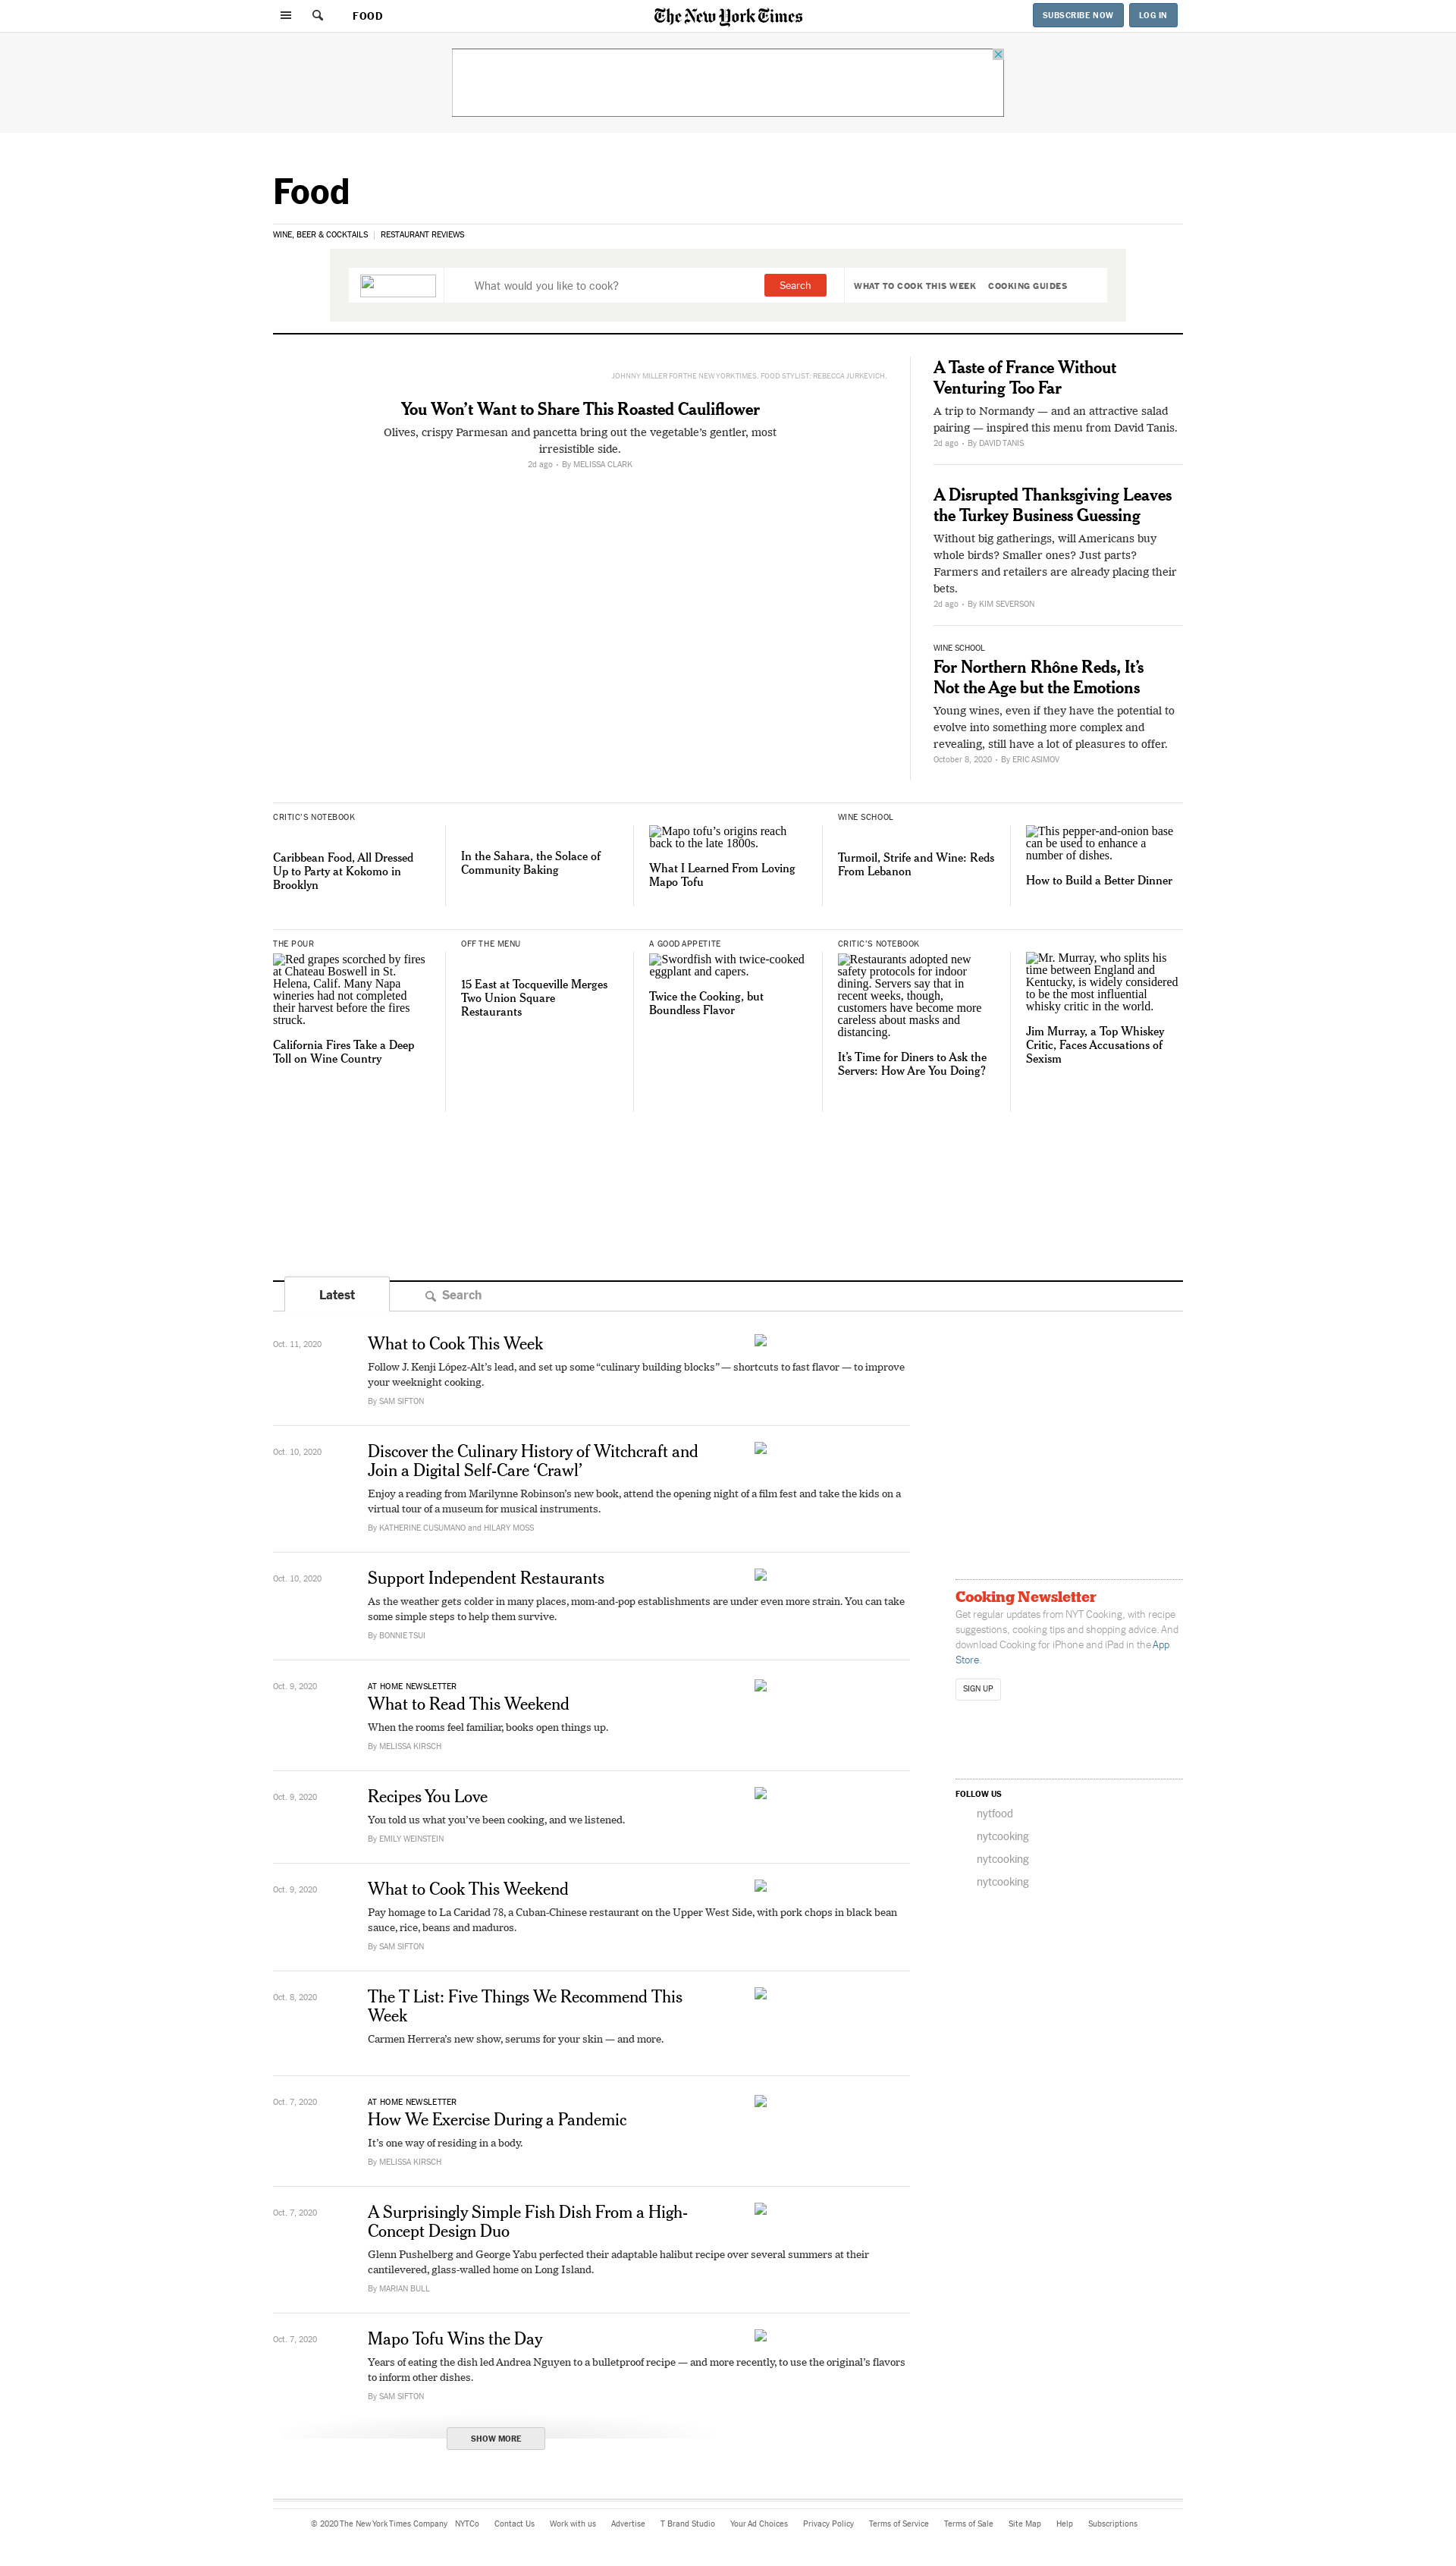 FOOD
The New York Times
SUBSCRIBE NOW
LOG IN
Food
WINE, BEER & COCKTAILS
RESTAURANT REVIEWS
What would you like to cook?
Search
WHAT TO COOK THIS WEEK
COOKING GUIDES
JOHNNY MILLER FOR THE NEW YORK TIMES. FOOD STYLIST: REBECCA JURKEVICH.
You Won’t Want to Share This Roasted Cauliflower
Olives, crispy Parmesan and pancetta bring out the vegetable’s gentler, most
irresistible side.
2d ago • By MELISSA CLARK
A Taste of France Without
Venturing Too Far
A trip to Normandy — and an attractive salad
pairing — inspired this menu from David Tanis.
2d ago • By DAVID TANIS
A Disrupted Thanksgiving Leaves
the Turkey Business Guessing
Without big gatherings, will Americans buy
whole birds? Smaller ones? Just parts?
Farmers and retailers are already placing their
bets.
2d ago • By KIM SEVERSON
WINE SCHOOL
For Northern Rhône Reds, It’s
Not the Age but the Emotions
Young wines, even if they have the potential to
evolve into something more complex and
revealing, still have a lot of pleasures to offer.
October 8, 2020 • By ERIC ASIMOV
CRITIC’S NOTEBOOK
Caribbean Food, All Dressed
Up to Party at Kokomo in
Brooklyn
In the Sahara, the Solace of
Community Baking
Mapo tofu’s origins reach
back to the late 1800s.
What I Learned From Loving
Mapo Tofu
WINE SCHOOL
Turmoil, Strife and Wine: Reds
From Lebanon
This pepper-and-onion base
can be used to enhance a
number of dishes.
How to Build a Better Dinner
THE POUR
Red grapes scorched by fires
at Chateau Boswell in St.
Helena, Calif. Many Napa
wineries had not completed
their harvest before the fires
struck.
California Fires Take a Deep
Toll on Wine Country
OFF THE MENU
15 East at Tocqueville Merges
Two Union Square
Restaurants
A GOOD APPETITE
Swordfish with twice-cooked
eggplant and capers.
Twice the Cooking, but
Boundless Flavor
CRITIC’S NOTEBOOK
Restaurants adopted new
safety protocols for indoor
dining. Servers say that in
recent weeks, though,
customers have become more
careless about masks and
distancing.
It’s Time for Diners to Ask the
Servers: How Are You Doing?
Mr. Murray, who splits his
time between England and
Kentucky, is widely considered
to be the most influential
whisky critic in the world.
Jim Murray, a Top Whiskey
Critic, Faces Accusations of
Sexism
Latest
Search
Oct. 11, 2020
What to Cook This Week
Follow J. Kenji López-Alt’s lead, and set up some “culinary building blocks” — shortcuts to fast flavor — to improve
your weeknight cooking.
By SAM SIFTON
Oct. 10, 2020
Discover the Culinary History of Witchcraft and
Join a Digital Self-Care ‘Crawl’
Enjoy a reading from Marilynne Robinson’s new book, attend the opening night of a film fest and take the kids on a
virtual tour of a museum for musical instruments.
By KATHERINE CUSUMANO and HILARY MOSS
Oct. 10, 2020
Support Independent Restaurants
As the weather gets colder in many places, mom-and-pop establishments are under even more strain. You can take
some simple steps to help them survive.
By BONNIE TSUI
Oct. 9, 2020
AT HOME NEWSLETTER
What to Read This Weekend
When the rooms feel familiar, books open things up.
By MELISSA KIRSCH
Oct. 9, 2020
Recipes You Love
You told us what you’ve been cooking, and we listened.
By EMILY WEINSTEIN
Oct. 9, 2020
What to Cook This Weekend
Pay homage to La Caridad 78, a Cuban-Chinese restaurant on the Upper West Side, with pork chops in black bean
sauce, rice, beans and maduros.
By SAM SIFTON
Oct. 8, 2020
The T List: Five Things We Recommend This
Week
Carmen Herrera’s new show, serums for your skin — and more.
Oct. 7, 2020
AT HOME NEWSLETTER
How We Exercise During a Pandemic
It’s one way of residing in a body.
By MELISSA KIRSCH
Oct. 7, 2020
A Surprisingly Simple Fish Dish From a High-
Concept Design Duo
Glenn Pushelberg and George Yabu perfected their adaptable halibut recipe over several summers at their
cantilevered, glass-walled home on Long Island.
By MARIAN BULL
Oct. 7, 2020
Mapo Tofu Wins the Day
Years of eating the dish led Andrea Nguyen to a bulletproof recipe — and more recently, to use the original’s flavors
to inform other dishes.
By SAM SIFTON
SHOW MORE
Cooking Newsletter
Get regular updates from NYT Cooking, with recipe
suggestions, cooking tips and shopping advice. And
download Cooking for iPhone and iPad in the App
Store.
SIGN UP
FOLLOW US
nytfood
nytcooking
nytcooking
nytcooking
© 2020 The New York Times Company NYTCo Contact Us Work with us Advertise T Brand Studio Your Ad Choices Privacy Policy Terms of Service Terms of Sale Site Map Help Subscriptions